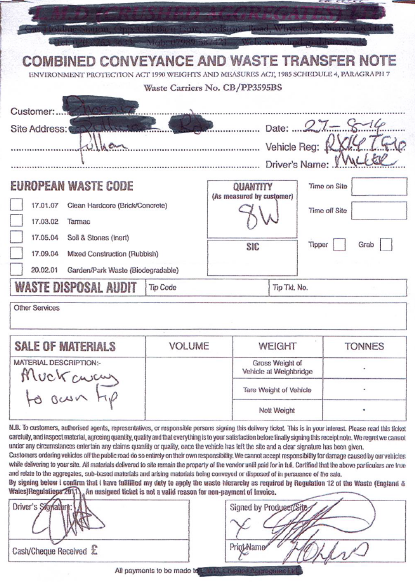 COMBINED CONVEYANCE AND WASTE TRANSFER NOTE
ENVIRONMENT PROTECTION ACT 1990 WEIGHTS AND MEASURES ACT, 1985 SCHEDULE 4, PARAGRAPH 7
Waste Carriers No. CB/PP3595BS
Customer:
Site Address:
Date: 27-8-14
Fulham
Vehicle Reg:
Driver's Name:
EUROPEAN WASTE CODE
QUANTITY
(As measured by customer)
8W
Time on Site
Time off Site
17.01.07 Clean Hardcore (Brick/Concrete)
17.03.02 Tarmac
17.05.04 Soil & Stones (Inert)
17.09.04 Mixed Construction (Rubbish)
20.02.01 Garden/Park Waste (Biodegradable)
SIC
Tipper
Grab
WASTE DISPOSAL AUDIT
Tip Code
Tip Tkt. No.
Other Services
SALE OF MATERIALS
VOLUME
WEIGHT
TONNES
MATERIAL DESCRIPTION:-
Muck away
to own tip
Gross Weight of
Vehicle at Weighbridge
Tare Weight of Vehicle
Nett Weight
N.B. To customers, authorised agents, representatives, or responsible persons signing this delivery ticket. This is in your interest. Please read this ticket
carefully, and inspect material, agreeing quantity, quality and that everything is to your satisfaction before finally signing this receipt note. We regret we cannot
under any circumstances entertain any claims quantity or quality, once the vehicle has left the site and a clear signature has been given.
Customers ordering vehicles off the public road do so entirely on their own responsibility. We cannot accept responsibility for damage caused by our vehicles
while delivering to your site. All materials delivered to site remain the property of the vendor until paid for in full. Certified that the above particulars are true
and relate to the aggregates, sub-based materials and arising materials being conveyed or disposed of in pursuance of the sale.
By signing below I confirm that I have fulfilled my duty to apply the waste hierarchy as required by Regulation 12 of the Waste (England &
Wales)Regulations 2011. An unsigned ticket is not a valid reason for non-payment of invoice.
Driver's Signature:
Signed by Producer/Site
X
Cash/Cheque Received £
Print Name
X
All payments to be made to